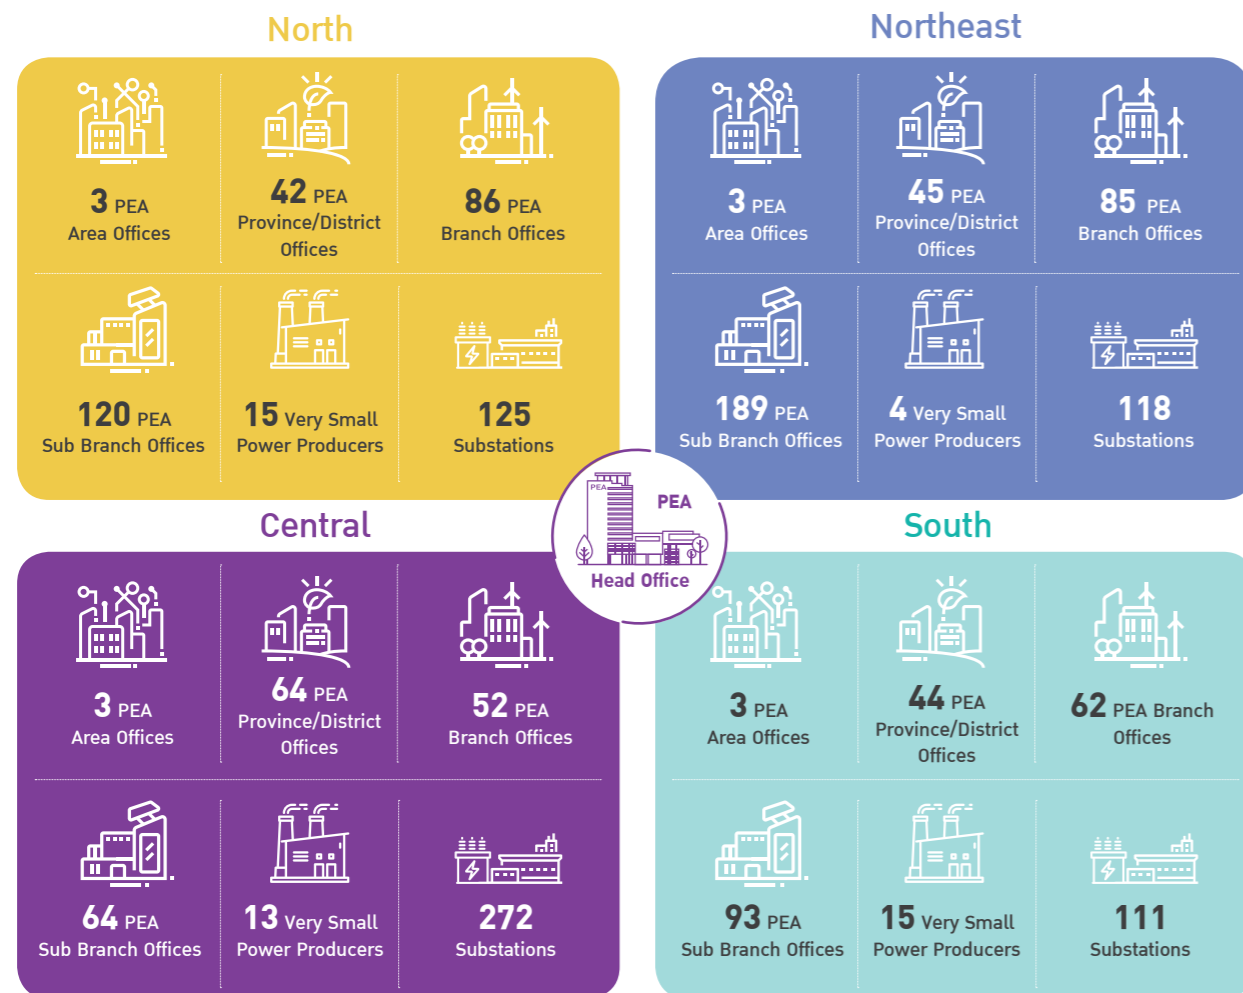 North
3 PEA
Area Offices
42 PEA
Province/District
Offices
86 PEA
Branch Offices
120 PEA
Sub Branch Offices
15 Very Small
Power Producers
125
Substations
Northeast
3 PEA
Area Offices
45 PEA
Province/District
Offices
85 PEA
Branch Offices
189 PEA
Sub Branch Offices
4 Very Small
Power Producers
118
Substations
PEA
PEA
Head Office
Central
3 PEA
Area Offices
64 PEA
Province/District
Offices
52 PEA
Branch Offices
64 PEA
Sub Branch Offices
13 Very Small
Power Producers
272
Substations
South
3 PEA
Area Offices
44 PEA
Province/District
Offices
62 PEA Branch
Offices
93 PEA
Sub Branch Offices
15 Very Small
Power Producers
111
Substations